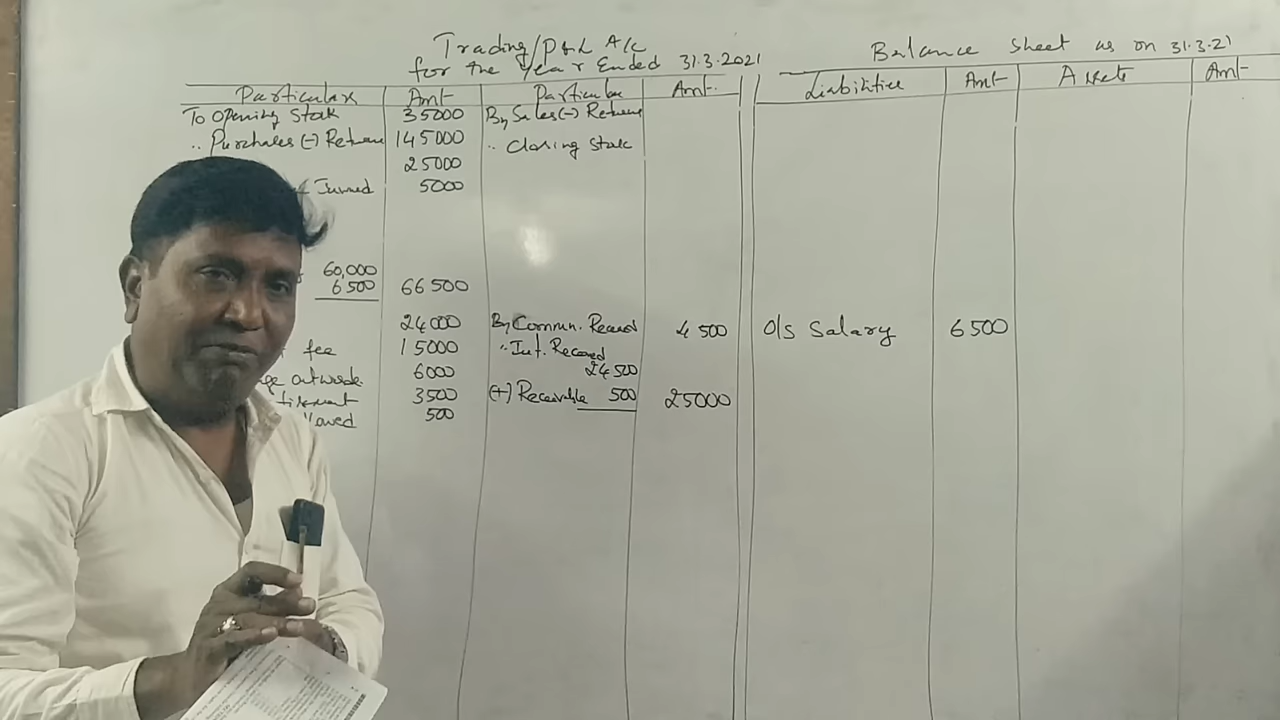 Trading/P&L A/c
for the Year Ended 31.3.2021
Balance Sheet as on 31.3.21
Particulars Amt Particulars Amt. Liabilities Amt Assets Amt
To Opening Stock 35000 By Sales (-) Returns
.. Purchases (-) Returns 145000 .. Closing Stock
25000
5000
60,000
6500 66500
24000 By Commn. Received 4500 O/s Salary 6500
fee 15000 .. Int. Received
outwards 6000 24500
3500 (+) Receivable 500 25000
500